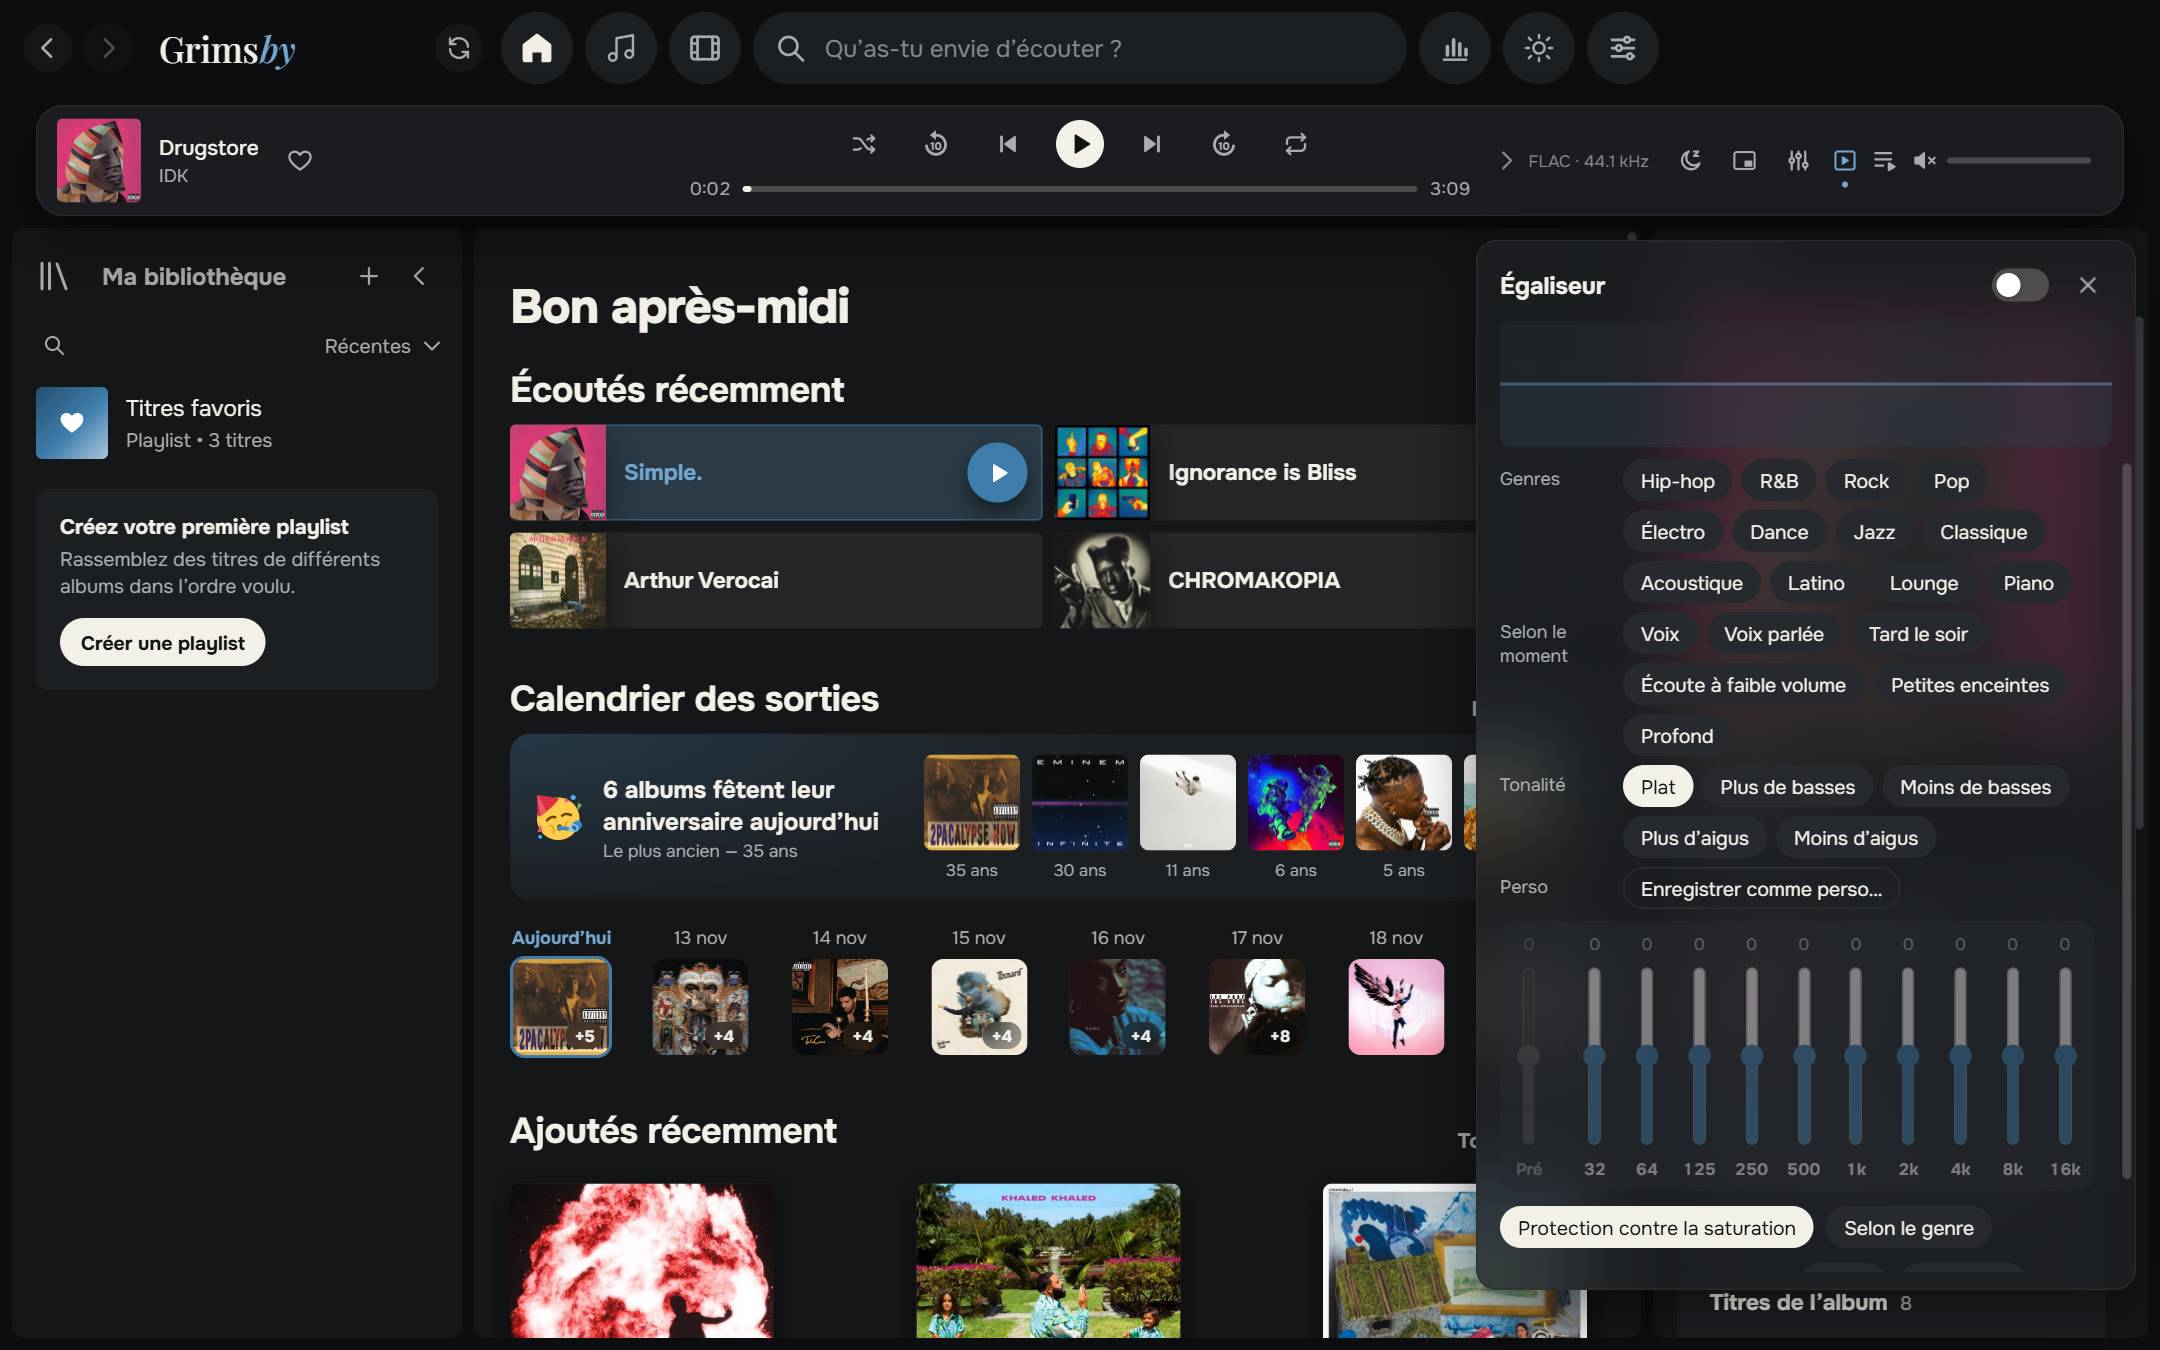 Grimsby
Qu’as-tu envie d’écouter ?
Drugstore
IDK
10
10
0:02
3:09
FLAC · 44.1 kHz
Ma bibliothèque
Récentes
Titres favoris
Playlist • 3 titres
Créez votre première playlist
Rassemblez des titres de différents
albums dans l’ordre voulu.
Créer une playlist
Bon après-midi
Écoutés récemment
Simple.
Ignorance is Bliss
Arthur Verocai
CHROMAKOPIA
Calendrier des sorties
6 albums fêtent leur
anniversaire aujourd’hui
Le plus ancien – 35 ans
2PACALYPSE NOW
EMINEM
INFINITE
35 ans
30 ans
11 ans
6 ans
5 ans
Aujourd’hui
13 nov
14 nov
15 nov
16 nov
17 nov
18 nov
+5
+4
+4
+4
+4
+8
Ajoutés récemment
KHALED KHALED
Égaliseur
Genres
Hip-hop
R&B
Rock
Pop
Électro
Dance
Jazz
Classique
Acoustique
Latino
Lounge
Piano
Selon le
moment
Voix
Voix parlée
Tard le soir
Écoute à faible volume
Petites enceintes
Profond
Tonalité
Plat
Plus de basses
Moins de basses
Plus d’aigus
Moins d’aigus
Perso
Enregistrer comme perso...
0 0 0 0 0 0 0 0 0 0 0
Pré 32 64 125 250 500 1k 2k 4k 8k 16k
Protection contre la saturation
Selon le genre
Titres de l’album 8